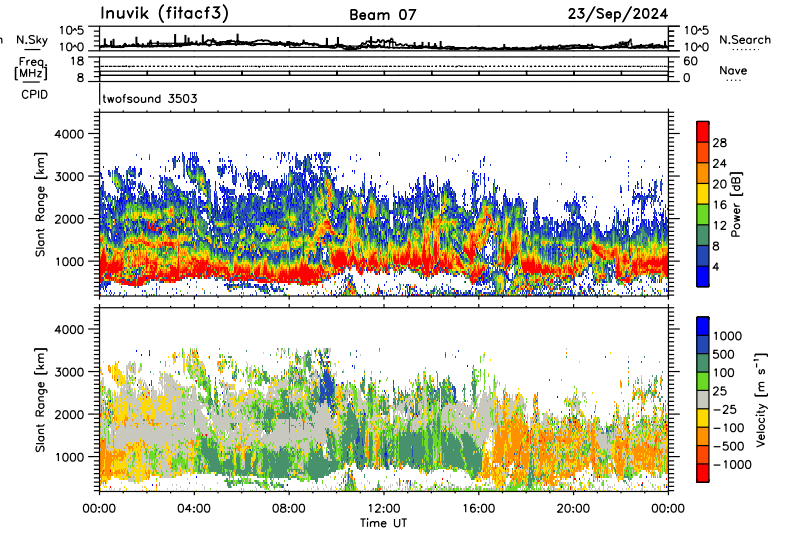 Inuvik (fitacf3) Beam 07 23/Sep/2024
N.Sky 10^5 10^0 10^5 10^0 N.Search
Freq. [MHz] 18 8 60 0 Nave
CPID twofsound 3503
Slant Range [km] 4000 3000 2000 1000
28 24 20 16 12 8 4 Power [dB]
Slant Range [km] 4000 3000 2000 1000
1000 500 100 25 -25 -100 -500 -1000 Velocity [m s⁻¹]
00:00 04:00 08:00 12:00 16:00 20:00 00:00
Time UT